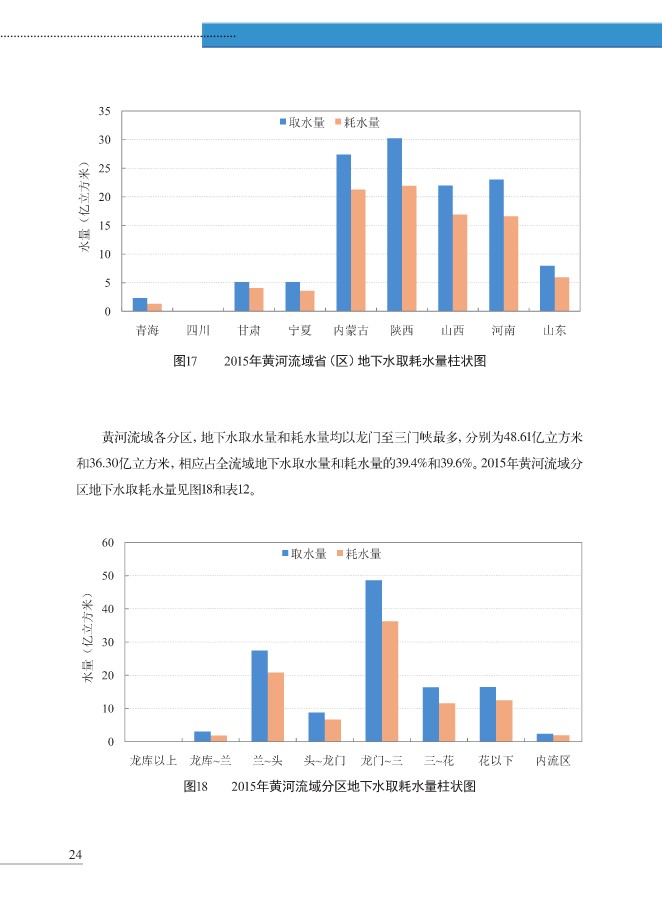 35
30
25
20
15
10
5
0
水量（亿立方米）
取水量 耗水量
青海 四川 甘肃 宁夏 内蒙古 陕西 山西 河南 山东
图17 2015年黄河流域省（区）地下水取耗水量柱状图
黄河流域各分区，地下水取水量和耗水量均以龙门至三门峡最多，分别为48.61亿立方米
和36.30亿立方米，相应占全流域地下水取水量和耗水量的39.4%和39.6%。2015年黄河流域分
区地下水取耗水量见图18和表12。
60
50
40
30
20
10
0
水量（亿立方米）
取水量 耗水量
龙库以上 龙库~兰 兰~头 头~龙门 龙门~三 三~花 花以下 内流区
图18 2015年黄河流域分区地下水取耗水量柱状图
24